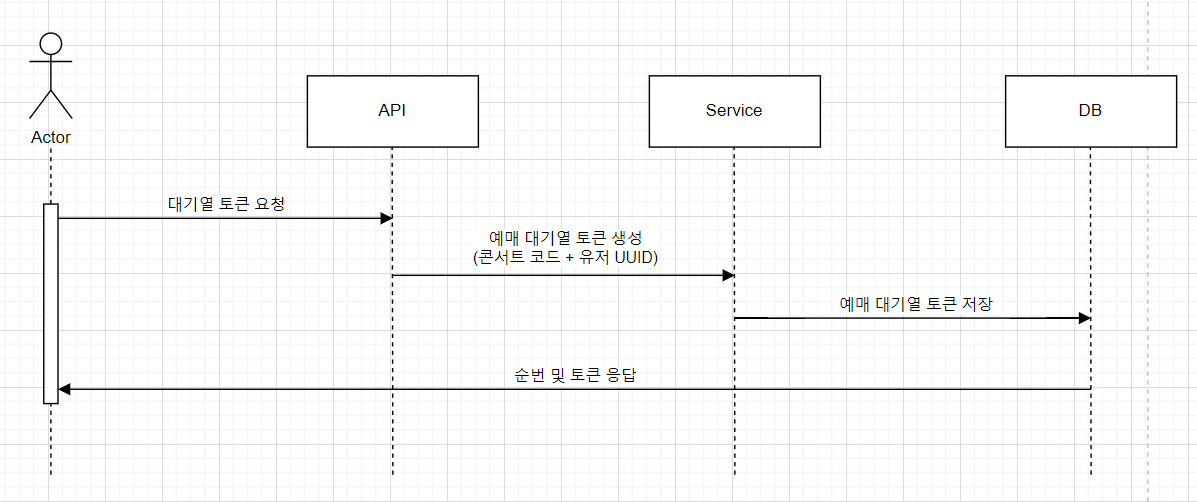 Actor
API
Service
DB
대기열 토큰 요청
예매 대기열 토큰 생성
(콘서트 코드 + 유저 UUID)
예매 대기열 토큰 저장
순번 및 토큰 응답